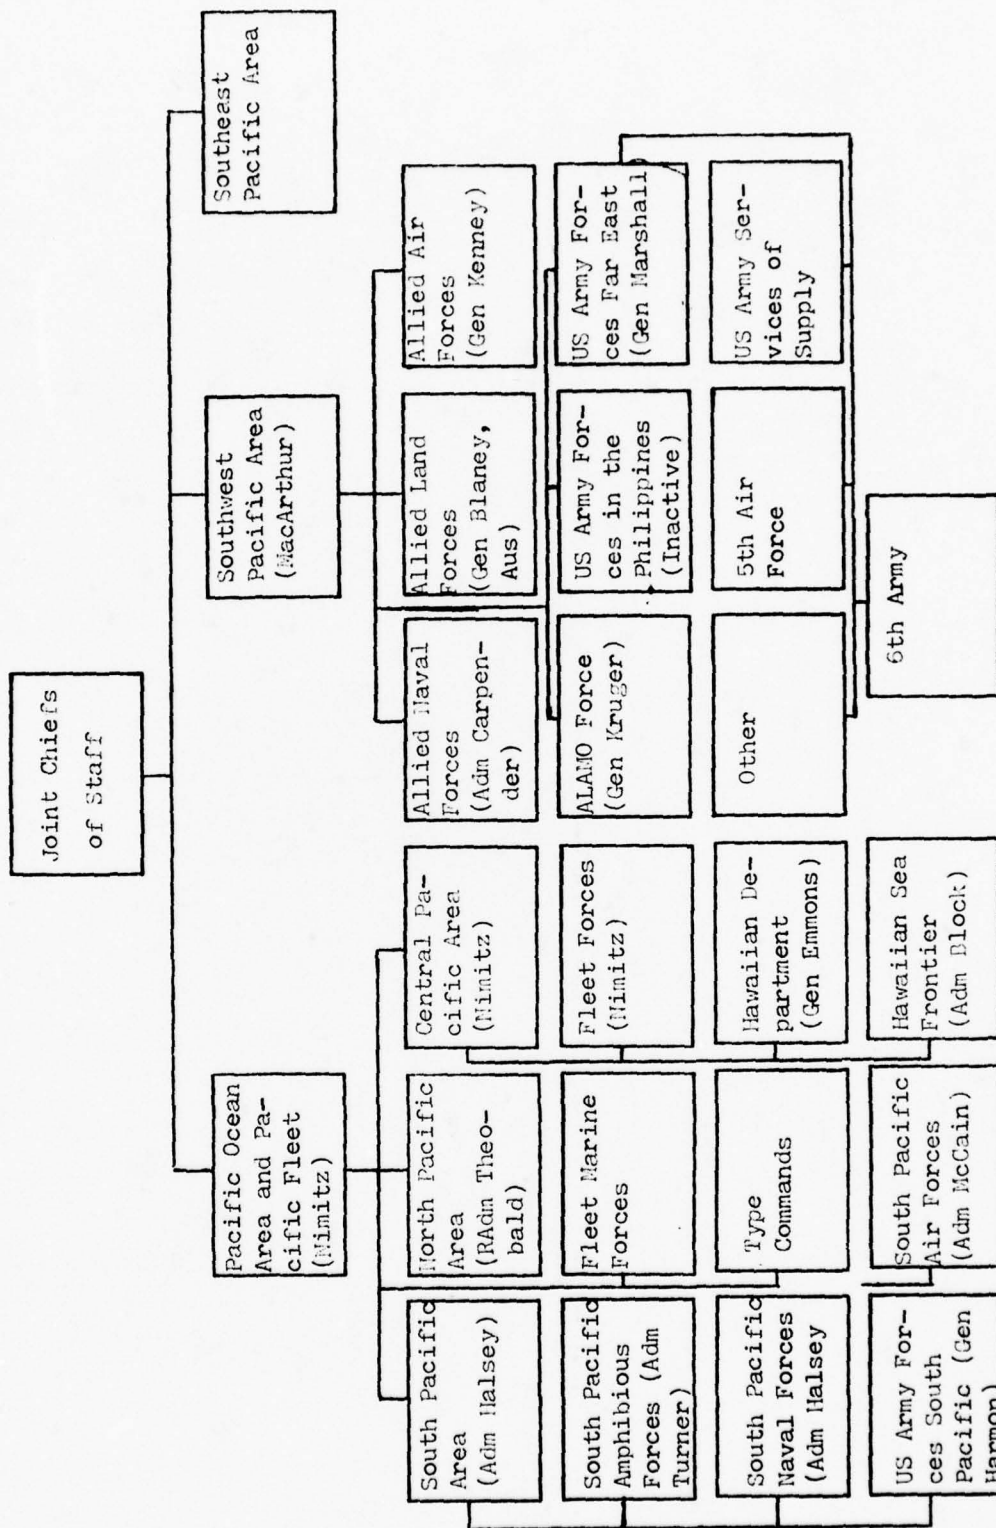 Joint Chiefs
of Staff
Pacific Ocean
Area and Pa-
cific Fleet
(Nimitz)
Southwest
Pacific Area
(MacArthur)
Southeast
Pacific Area
South Pacific
Area
(Adm Halsey)
North Pacific
Area
(RAdm Theo-
bald)
Central Pa-
cific Area
(Nimitz)
Allied Naval
Forces
(Adm Carpen-
der)
Allied Land
Forces
(Gen Blaney,
Aus)
Allied Air
Forces
(Gen Kenney)
South Pacific
Amphibious
Forces (Adm
Turner)
Fleet Marine
Forces
Fleet Forces
(Nimitz)
ALAMO Force
(Gen Kruger)
US Army For-
ces in the
Philippines
(Inactive)
US Army For-
ces Far East
(Gen Marshall)
South Pacific
Naval Forces
(Adm Halsey
Type
Commands
Hawaiian De-
partment
(Gen Emmons)
Other
5th Air
Force
US Army Ser-
vices of
Supply
US Army For-
ces South
Pacific (Gen
Harmon)
South Pacific
Air Forces
(Adm McCain)
Hawaiian Sea
Frontier
(Adm Block)
6th Army